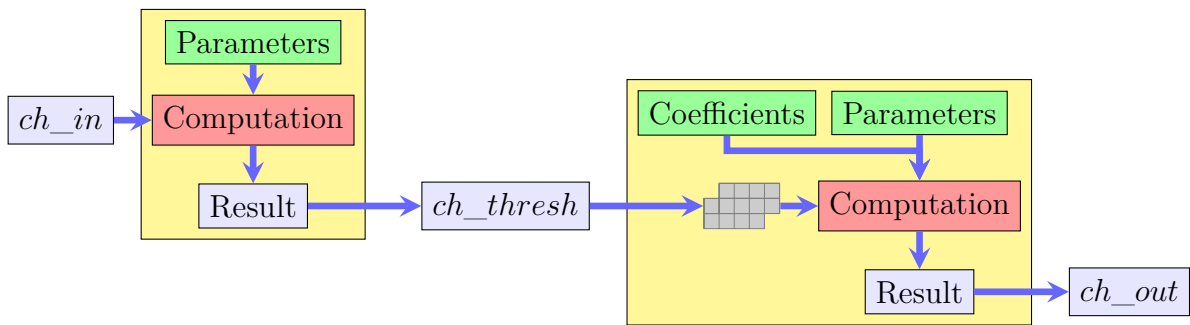 Parameters
ch_in
Computation
Result
ch_thresh
Coefficients
Parameters
Computation
Result
ch_out